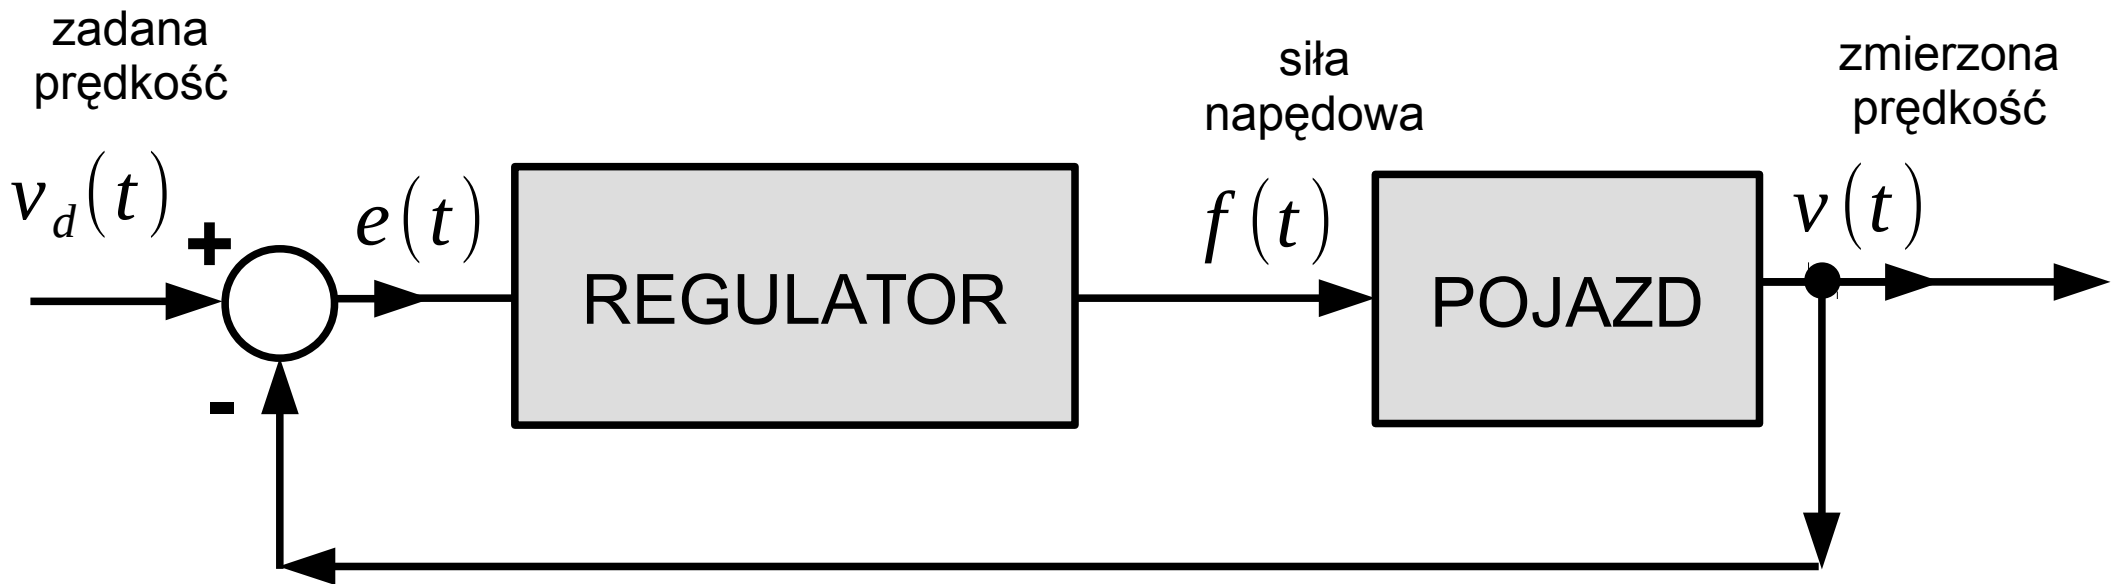 zadana
prędkość
v_d(t)
+
e(t)
-
REGULATOR
siła
napędowa
f(t)
POJAZD
zmierzona
prędkość
v(t)